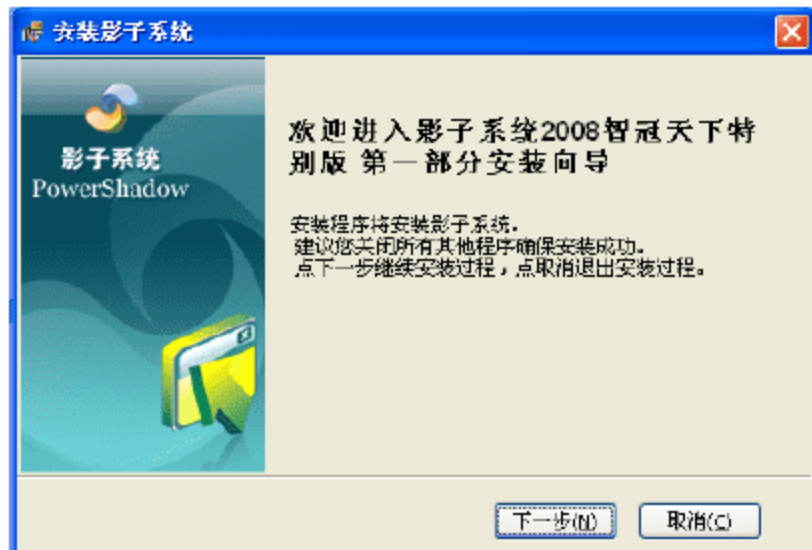 安装影子系统
影子系统
PowerShadow
欢迎进入影子系统2008智冠天下特
别版 第一部分安装向导
安装程序将安装影子系统.
建议您关闭所有其他程序确保安装成功。
点下一步继续安装过程，点取消退出安装过程。
下一步(N)
取消(C)